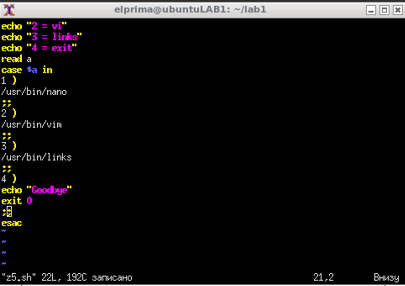 elprima@ubuntuLAB1: ~/lab1
echo "2 = vi"
echo "3 = links"
echo "4 = exit"
read a
case $a in
1 )
/usr/bin/nano
;;
2 )
/usr/bin/vim
;;
3 )
/usr/bin/links
;;
4 )
echo "Goodbye"
exit 0
;;
esac
~
~
~
~
"z5.sh" 22L, 192C записано 21,2 Внизу